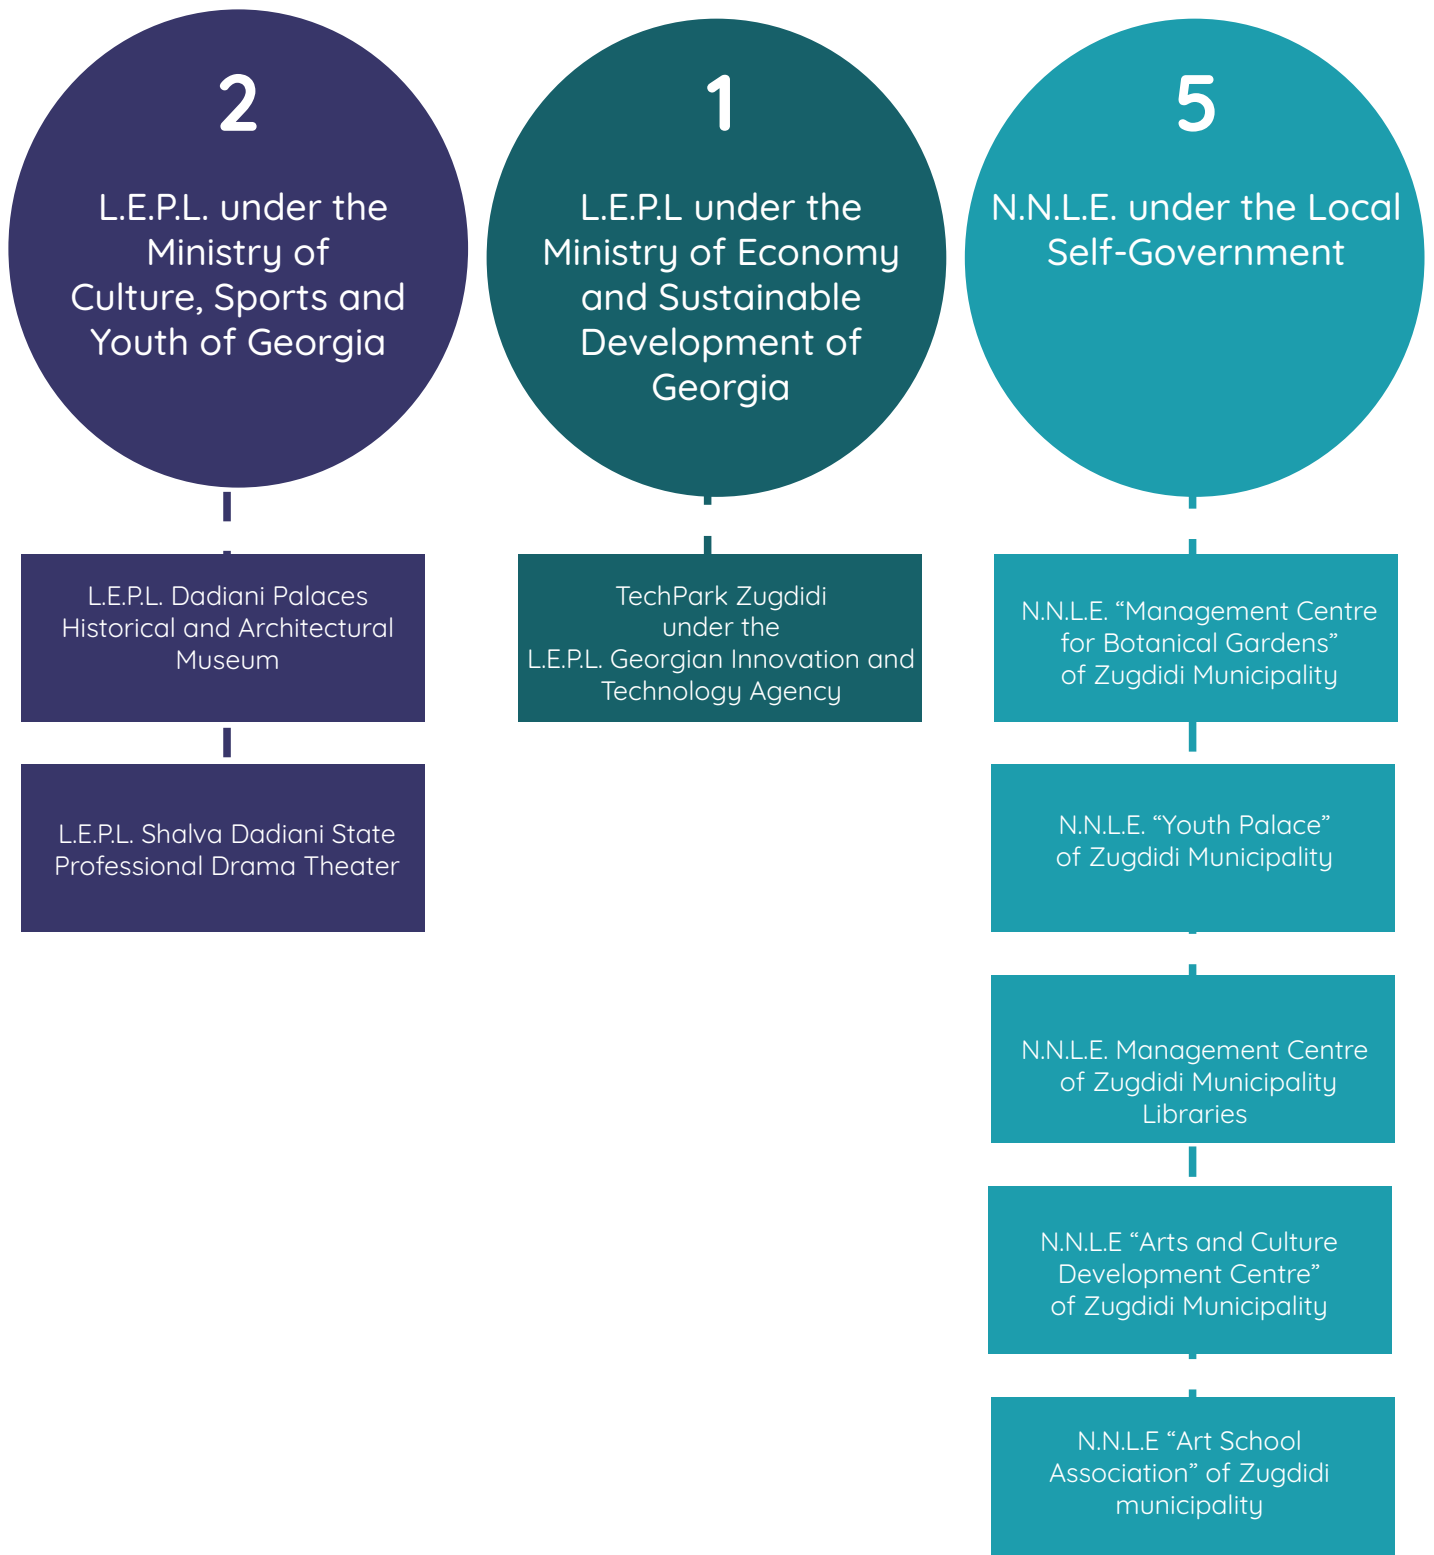 2
L.E.P.L. under the
Ministry of
Culture, Sports and
Youth of Georgia
L.E.P.L. Dadiani Palaces
Historical and Architectural
Museum
L.E.P.L. Shalva Dadiani State
Professional Drama Theater
1
L.E.P.L under the
Ministry of Economy
and Sustainable
Development of
Georgia
TechPark Zugdidi
under the
L.E.P.L. Georgian Innovation and
Technology Agency
5
N.N.L.E. under the Local
Self-Government
N.N.L.E. “Management Centre
for Botanical Gardens”
of Zugdidi Municipality
N.N.L.E. “Youth Palace”
of Zugdidi Municipality
N.N.L.E. Management Centre
of Zugdidi Municipality
Libraries
N.N.L.E “Arts and Culture
Development Centre”
of Zugdidi Municipality
N.N.L.E “Art School
Association” of Zugdidi
municipality